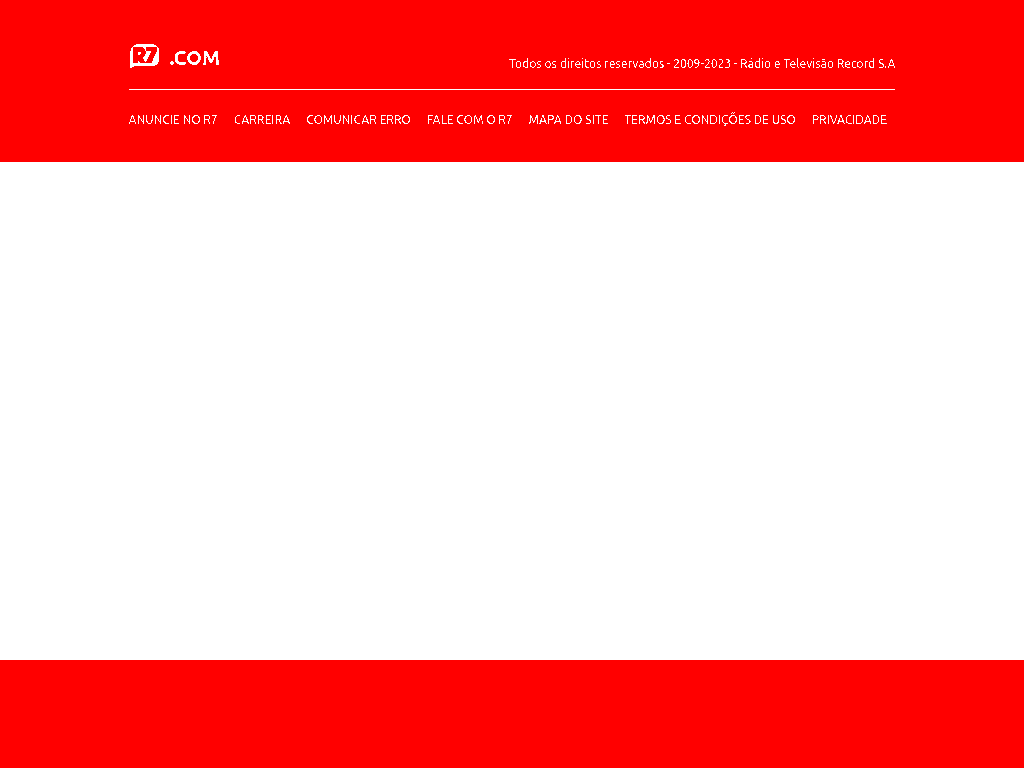 R7 .COM
Todos os direitos reservados - 2009-2023 - Rádio e Televisão Record S.A
ANUNCIE NO R7 CARREIRA COMUNICAR ERRO FALE COM O R7 MAPA DO SITE TERMOS E CONDIÇÕES DE USO PRIVACIDADE